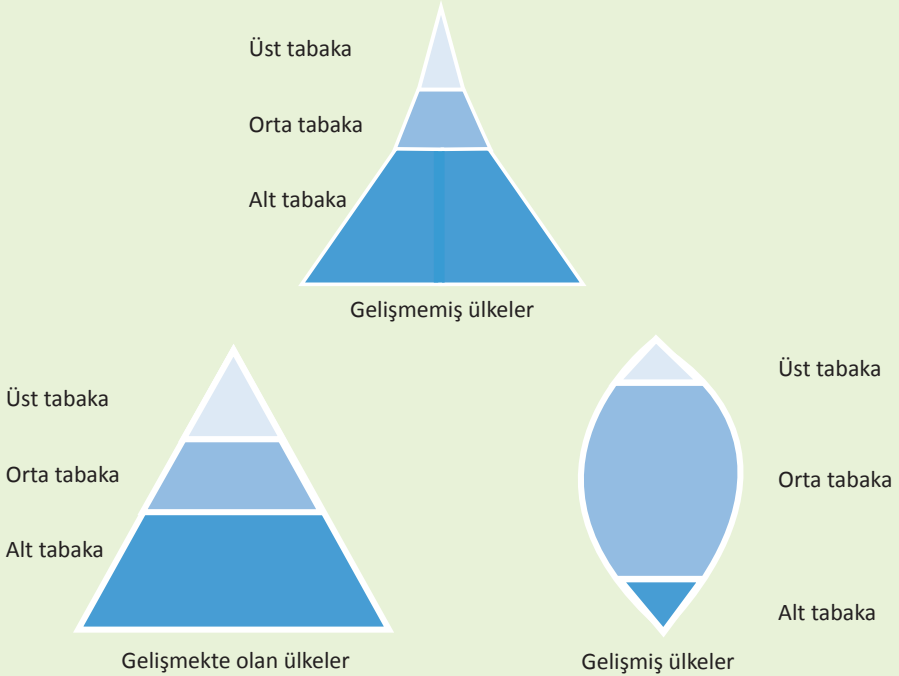 Üst tabaka
Orta tabaka
Alt tabaka
Gelişmemiş ülkeler
Üst tabaka
Orta tabaka
Alt tabaka
Gelişmekte olan ülkeler
Üst tabaka
Orta tabaka
Alt tabaka
Gelişmiş ülkeler